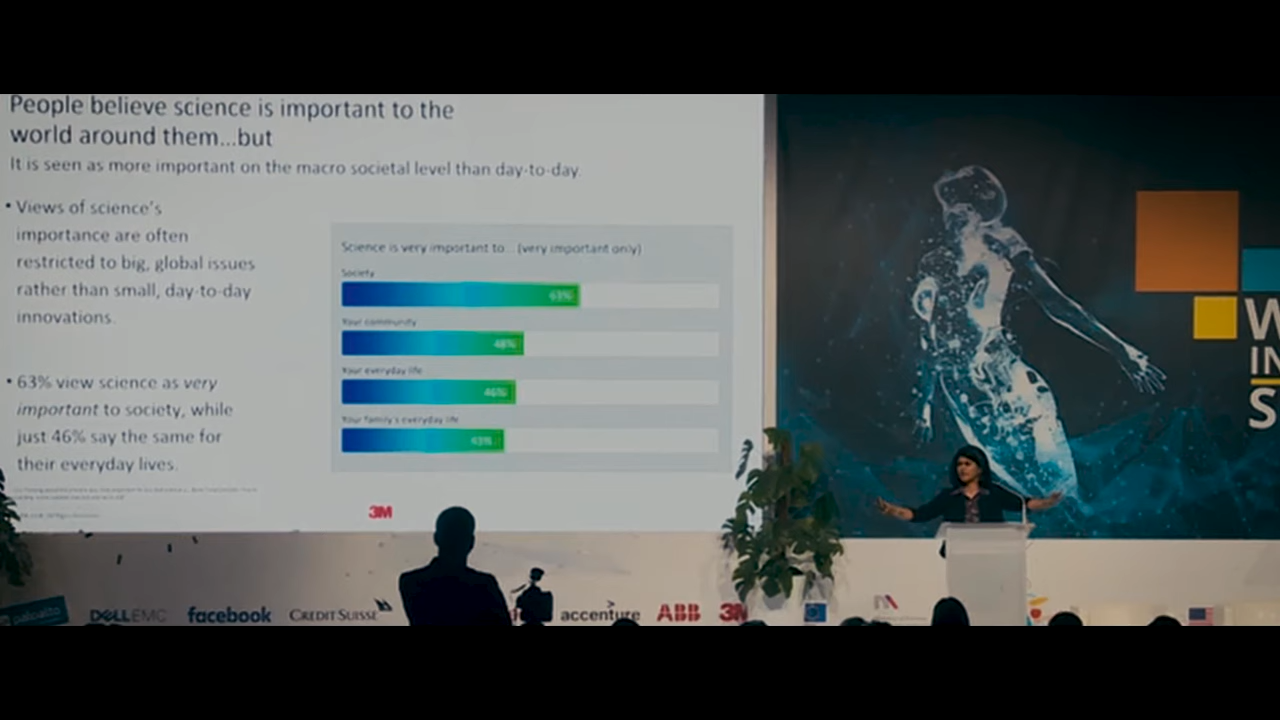 People believe science is important to the
world around them...but
It is seen as more important on the macro societal level than day-to-day.
• Views of science's
importance are often
restricted to big, global issues
rather than small, day-to-day
innovations.
• 63% view science as very
important to society, while
just 46% say the same for
their everyday lives.
Science is very important to... (very important only)
Society
63%
Your community
48%
Your everyday life
46%
Your family's everyday life
43%
3M
W
IN
S
paloalto
DELL EMC
facebook
CREDIT SUISSE
accenture
ABB
3M